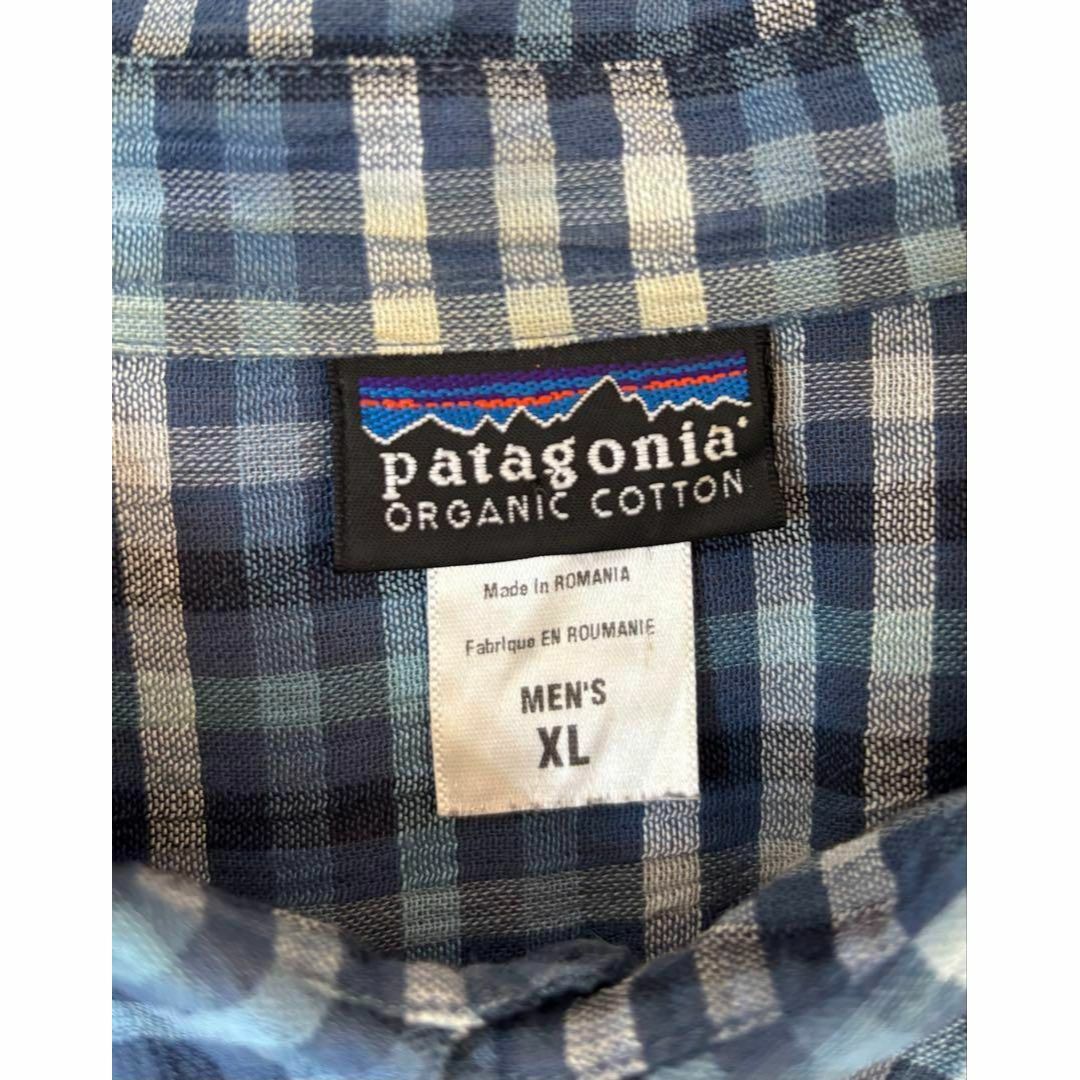 patagonia
ORGANIC COTTON
Made in ROMANIA
Fabrique EN ROUMANIE
MEN'S
XL